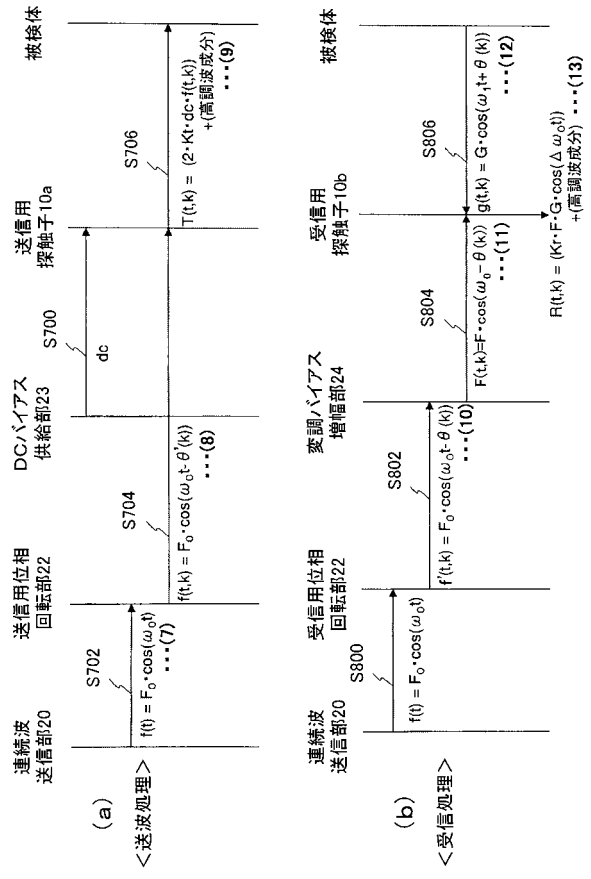 (a)
<送波処理>
連続波
送信部20
送信用位相
回転部22
DCバイアス
供給部23
送信用
探触子10a
被検体
S700
dc
S702
f(t) = F₀・cos(ω₀t)
・・・(7)
S704
f(t,k) = F₀・cos(ω₀t-θ'(k))
・・・(8)
S706
T(t,k) = (2・Kt・dc・f(t,k))
+(高調波成分)
・・・(9)
(b)
<受信処理>
連続波
送信部20
受信用位相
回転部22
変調バイアス
増幅部24
受信用
探触子10b
被検体
S800
f(t) = F₀・cos(ω₀t)
S802
f'(t,k) = F₀・cos(ω₀t-θ(k))
・・・(10)
S804
F(t,k)=F・cos(ω₀-θ(k))
・・・(11)
S806
g(t,k) = G・cos(ω₁t+θ(k))
・・・(12)
R(t,k) = (Kr・F・G・cos(Δω₀t))
+(高調波成分) ・・・(13)